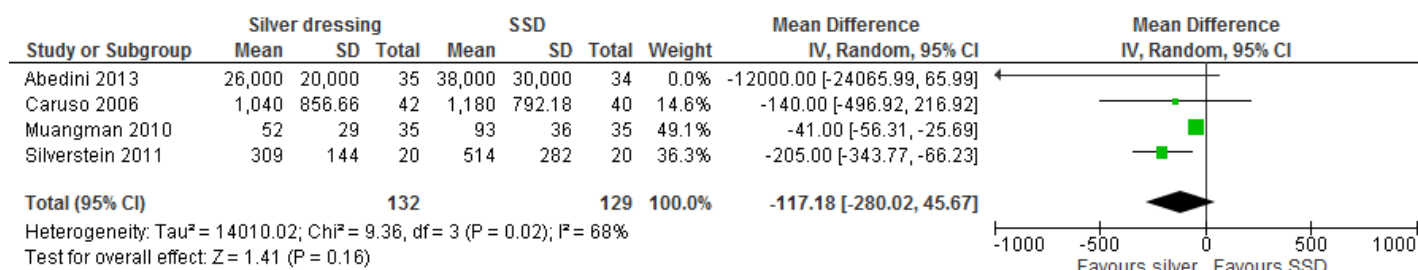 Silver dressing SSD Mean Difference Mean Difference
Study or Subgroup Mean SD Total Mean SD Total Weight IV, Random, 95% CI IV, Random, 95% CI
Abedini 2013 26,000 20,000 35 38,000 30,000 34 0.0% -12000.00 [-24065.99, 65.99]
Caruso 2006 1,040 856.66 42 1,180 792.18 40 14.6% -140.00 [-496.92, 216.92]
Muangman 2010 52 29 35 93 36 35 49.1% -41.00 [-56.31, -25.69]
Silverstein 2011 309 144 20 514 282 20 36.3% -205.00 [-343.77, -66.23]
Total (95% CI) 132 129 100.0% -117.18 [-280.02, 45.67]
Heterogeneity: Tau² = 14010.02; Chi² = 9.36, df = 3 (P = 0.02); I² = 68%
Test for overall effect: Z = 1.41 (P = 0.16)
-1000 -500 0 500 1000
Favours silver Favours SSD